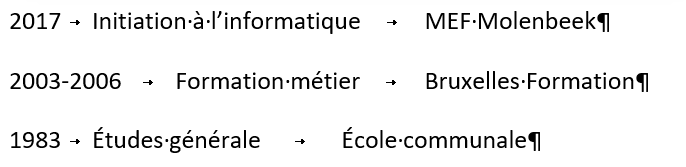 2017 → Initiation·à·l’informatique → MEF·Molenbeek¶
2003-2006 → Formation·métier → Bruxelles·Formation¶
1983 → Études·générale → École·communale¶